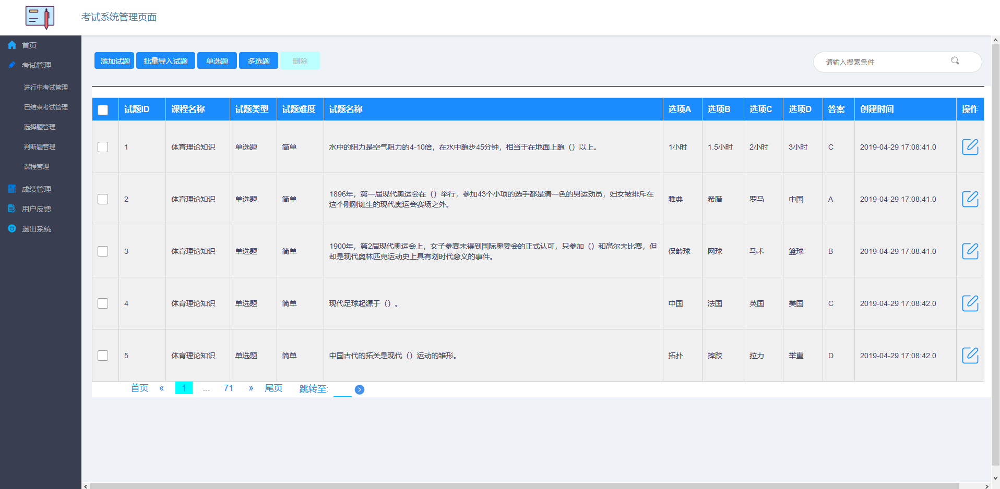 考试系统管理页面
首页
考试管理
进行中考试管理
已结束考试管理
选择题管理
判断题管理
课程管理
成绩管理
用户反馈
退出系统
添加试题 批量导入试题 单选题 多选题 删除
请输入搜索条件
试题ID 课程名称 试题类型 试题难度 试题名称 选项A 选项B 选项C 选项D 答案 创建时间 操作
1 体育理论知识 单选题 简单 水中的阻力是空气阻力的4-10倍，在水中跑步45分钟，相当于在地面上跑（）以上。 1小时 1.5小时 2小时 3小时 C 2019-04-29 17:08:41.0
2 体育理论知识 单选题 简单 1896年，第一届现代奥运会在（）举行，参加43个小项的选手都是清一色的男运动员，妇女被排斥在
这个刚刚诞生的现代奥运会赛场之外。 雅典 希腊 罗马 中国 A 2019-04-29 17:08:41.0
3 体育理论知识 单选题 简单 1900年，第2届现代奥运会上，女子参赛未得到国际奥委会的正式认可，只参加（）和高尔夫比赛，但
却是现代奥林匹克运动史上具有划时代意义的事件。 保龄球 网球 马术 篮球 B 2019-04-29 17:08:41.0
4 体育理论知识 单选题 简单 现代足球起源于（）。 中国 法国 英国 美国 C 2019-04-29 17:08:42.0
5 体育理论知识 单选题 简单 中国古代的拓关是现代（）运动的雏形。 拓扑 摔跤 拉力 举重 D 2019-04-29 17:08:42.0
首页 « 1 ... 71 » 尾页 跳转至: